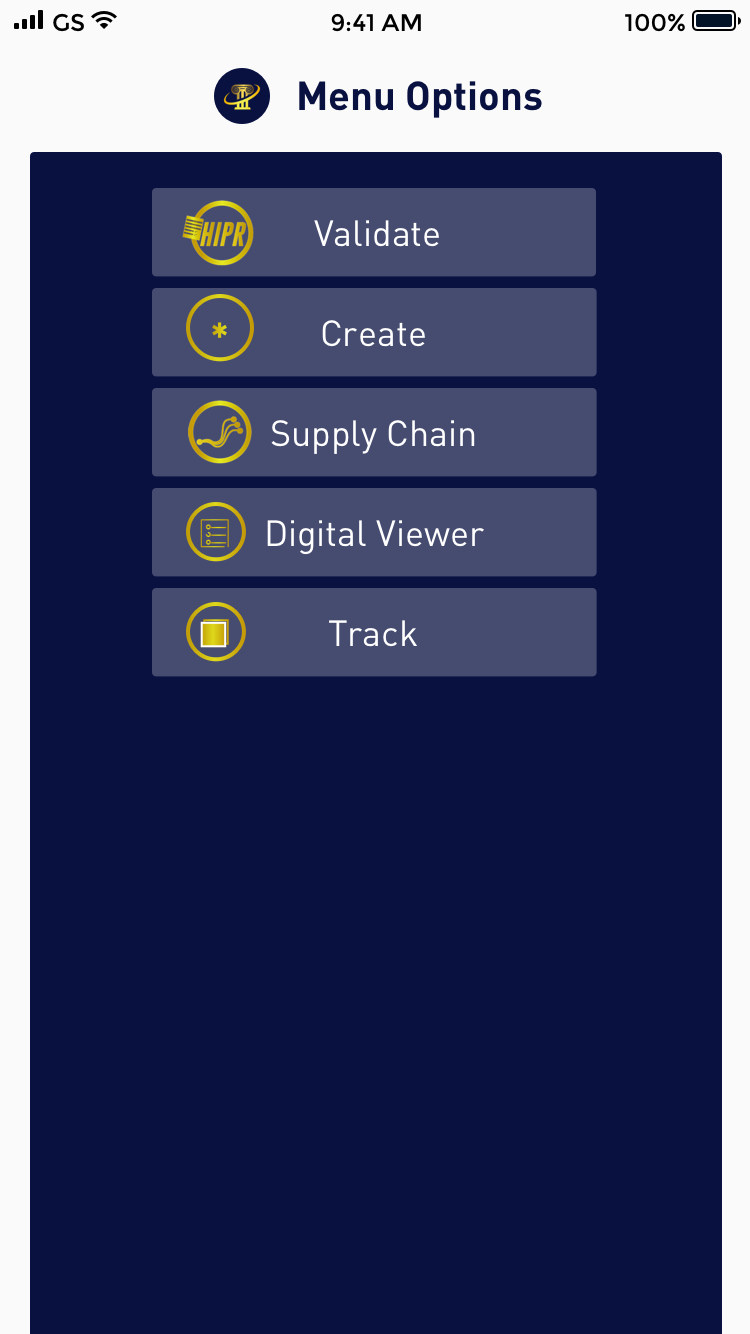 GS 9:41 AM 100%
Menu Options
HIPR Validate
* Create
Supply Chain
Digital Viewer
Track